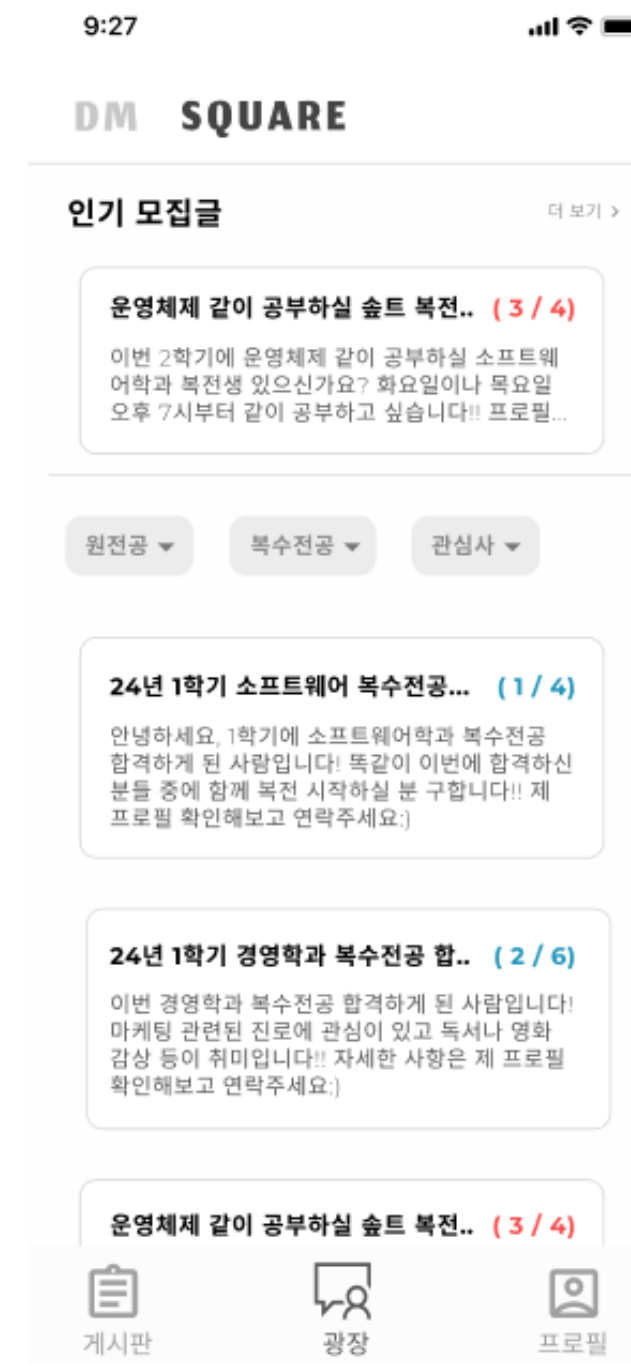 9:27
DM SQUARE
인기 모집글 더 보기 >
운영체제 같이 공부하실 솦트 복전.. ( 3 / 4)
이번 2학기에 운영체제 같이 공부하실 소프트웨
어학과 복전생 있으신가요? 화요일이나 목요일
오후 7시부터 같이 공부하고 싶습니다!! 프로필...
원전공 복수전공 관심사
24년 1학기 소프트웨어 복수전공... ( 1 / 4)
안녕하세요, 1학기에 소프트웨어학과 복수전공
합격하게 된 사람입니다! 똑같이 이번에 합격하신
분들 중에 함께 복전 시작하실 분 구합니다!! 제
프로필 확인해보고 연락주세요:)
24년 1학기 경영학과 복수전공 합.. ( 2 / 6)
이번 경영학과 복수전공 합격하게 된 사람입니다!
마케팅 관련된 진로에 관심이 있고 독서나 영화
감상 등이 취미입니다!! 자세한 사항은 제 프로필
확인해보고 연락주세요:)
운영체제 같이 공부하실 솦트 복전.. ( 3 / 4)
게시판 광장 프로필